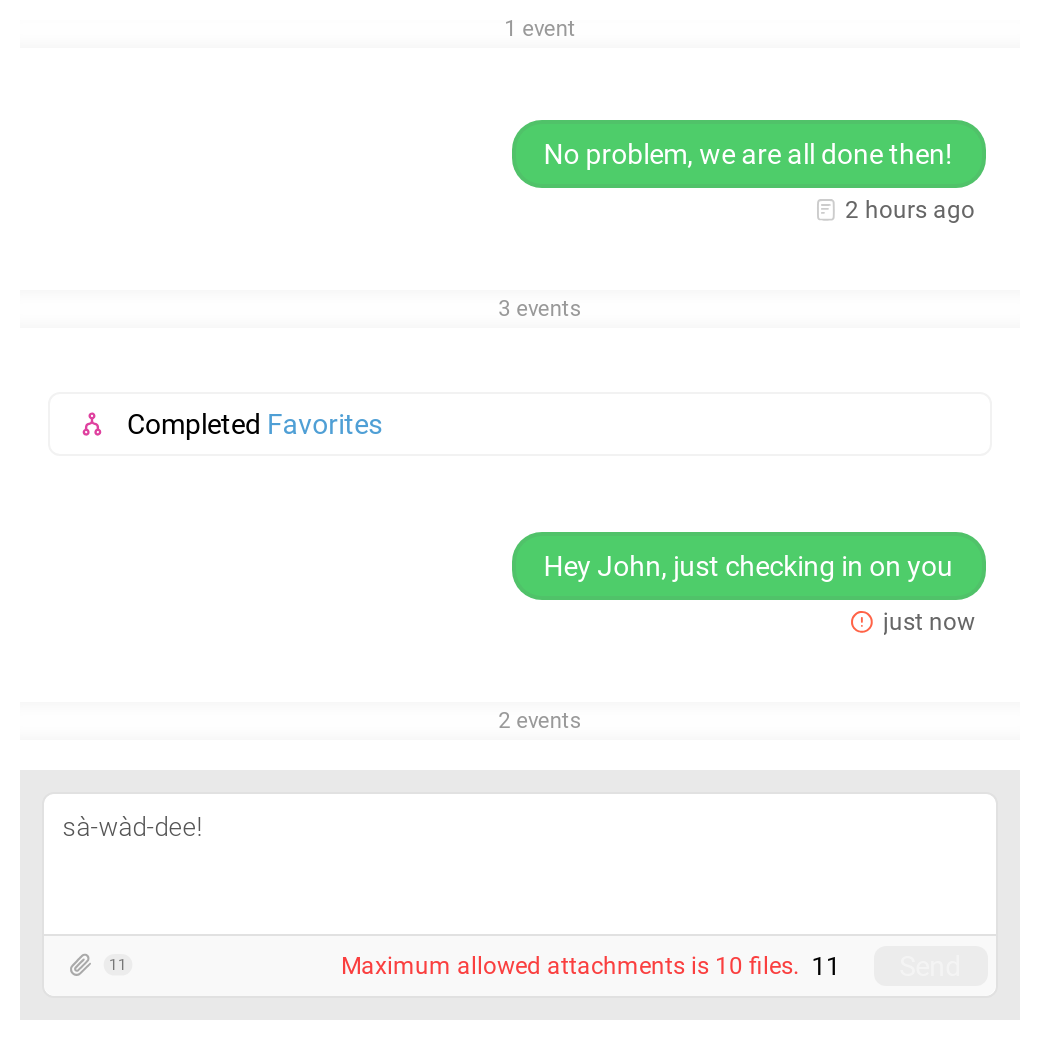 1 event
No problem, we are all done then!
2 hours ago
3 events
Completed Favorites
Hey John, just checking in on you
just now
2 events
sà-wàd-dee!
11 Maximum allowed attachments is 10 files. 11 Send